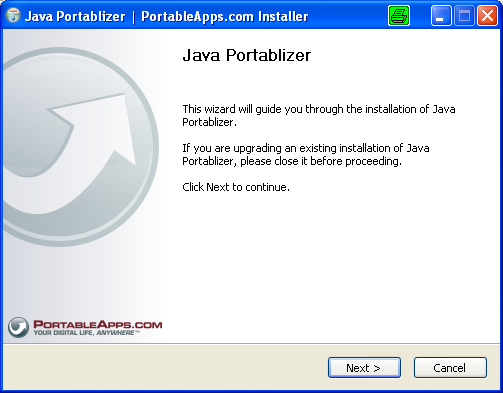 Java Portablizer | PortableApps.com Installer
Java Portablizer
This wizard will guide you through the installation of Java
Portablizer.
If you are upgrading an existing installation of Java
Portablizer, please close it before proceeding.
Click Next to continue.
PORTABLEAPPS.COM
YOUR DIGITAL LIFE, ANYWHERE™
Next >
Cancel